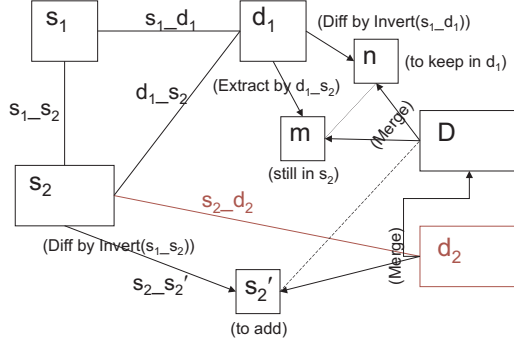 s1
s1_d1
d1
(Diff by Invert(s1_d1))
n
(to keep in d1)
d1_s2
(Extract by d1_s2)
s1_s2
m
(Merge)
D
(still in s2)
s2
s2_d2
(Diff by Invert(s1_s2))
d2
(Merge)
s2_s2′
s2′
(to add)